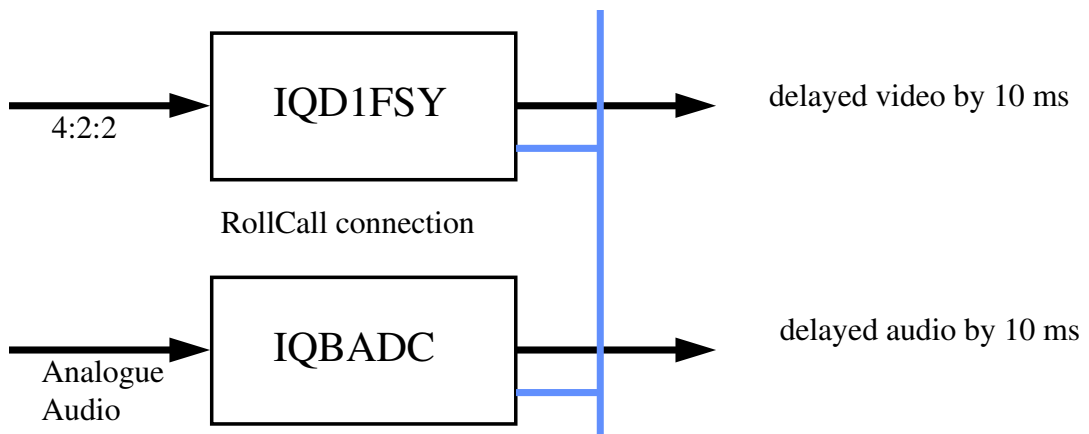 IQD1FSY
delayed video by 10 ms
4:2:2
RollCall connection
IQBADC
delayed audio by 10 ms
Analogue
Audio